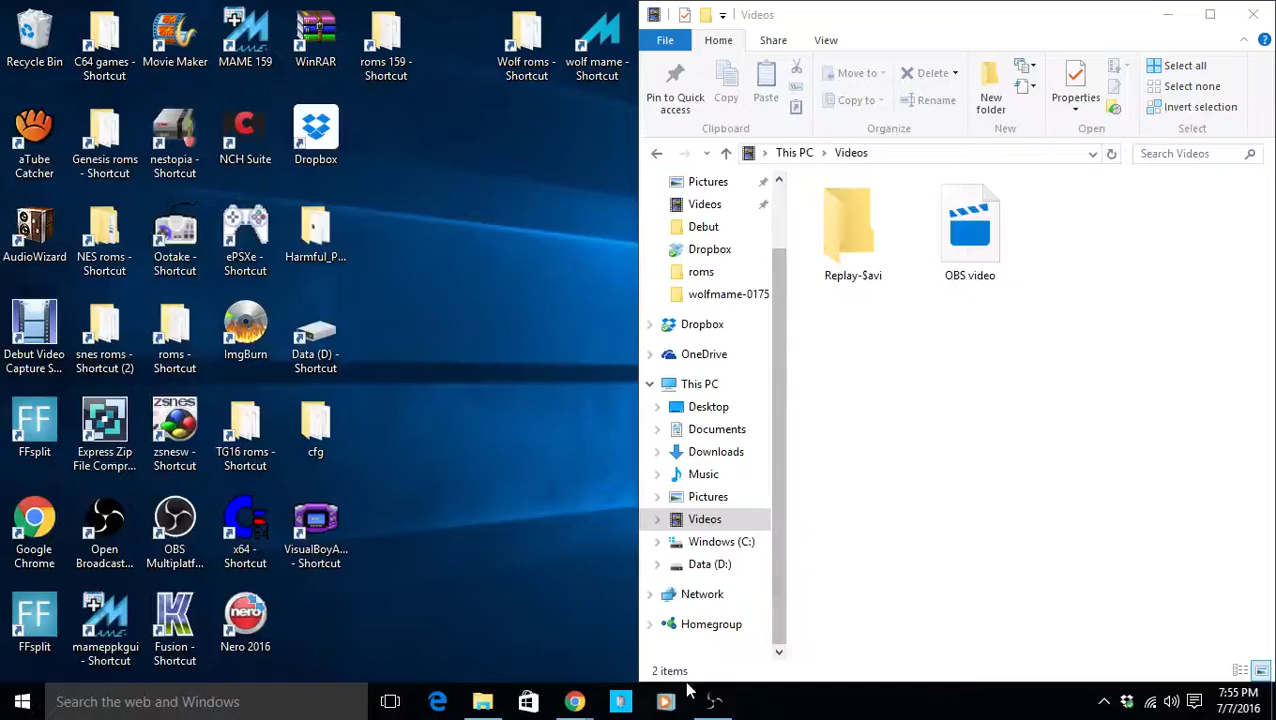 Recycle Bin
C64 games -
Shortcut
Movie Maker
MAME 159
WinRAR
roms 159 -
Shortcut
Wolf roms -
Shortcut
wolf mame -
Shortcut
aTube
Catcher
Genesis roms
- Shortcut
nestopia -
Shortcut
NCH Suite
Dropbox
AudioWizard
NES roms -
Shortcut
Ootake -
Shortcut
ePSXe -
Shortcut
Harmful_P...
Debut Video
Capture S...
snes roms -
Shortcut (2)
roms -
Shortcut
ImgBurn
Data (D) -
Shortcut
FF
FFsplit
Express Zip
File Compr...
zsnes
zsnesw -
Shortcut
TG16 roms -
Shortcut
cfg
Google
Chrome
Open
Broadcast...
OBS
Multiplatf...
x64 -
Shortcut
VisualBoyA...
- Shortcut
FF
FFsplit
mameppkgui
- Shortcut
Fusion -
Shortcut
Nero 2016
Search the web and Windows
Videos
File
Home
Share
View
Pin to Quick
access
Copy
Paste
Clipboard
Move to
Copy to
Delete
Rename
Organize
New
folder
New
Properties
Open
Select all
Select none
Invert selection
Select
This PC
Videos
Search Videos
Pictures
Videos
Debut
Dropbox
roms
wolfmame-0175
Dropbox
OneDrive
This PC
Desktop
Documents
Downloads
Music
Pictures
Videos
Windows (C:)
Data (D:)
Network
Homegroup
Replay-$avi
OBS video
2 items
7:55 PM
7/7/2016